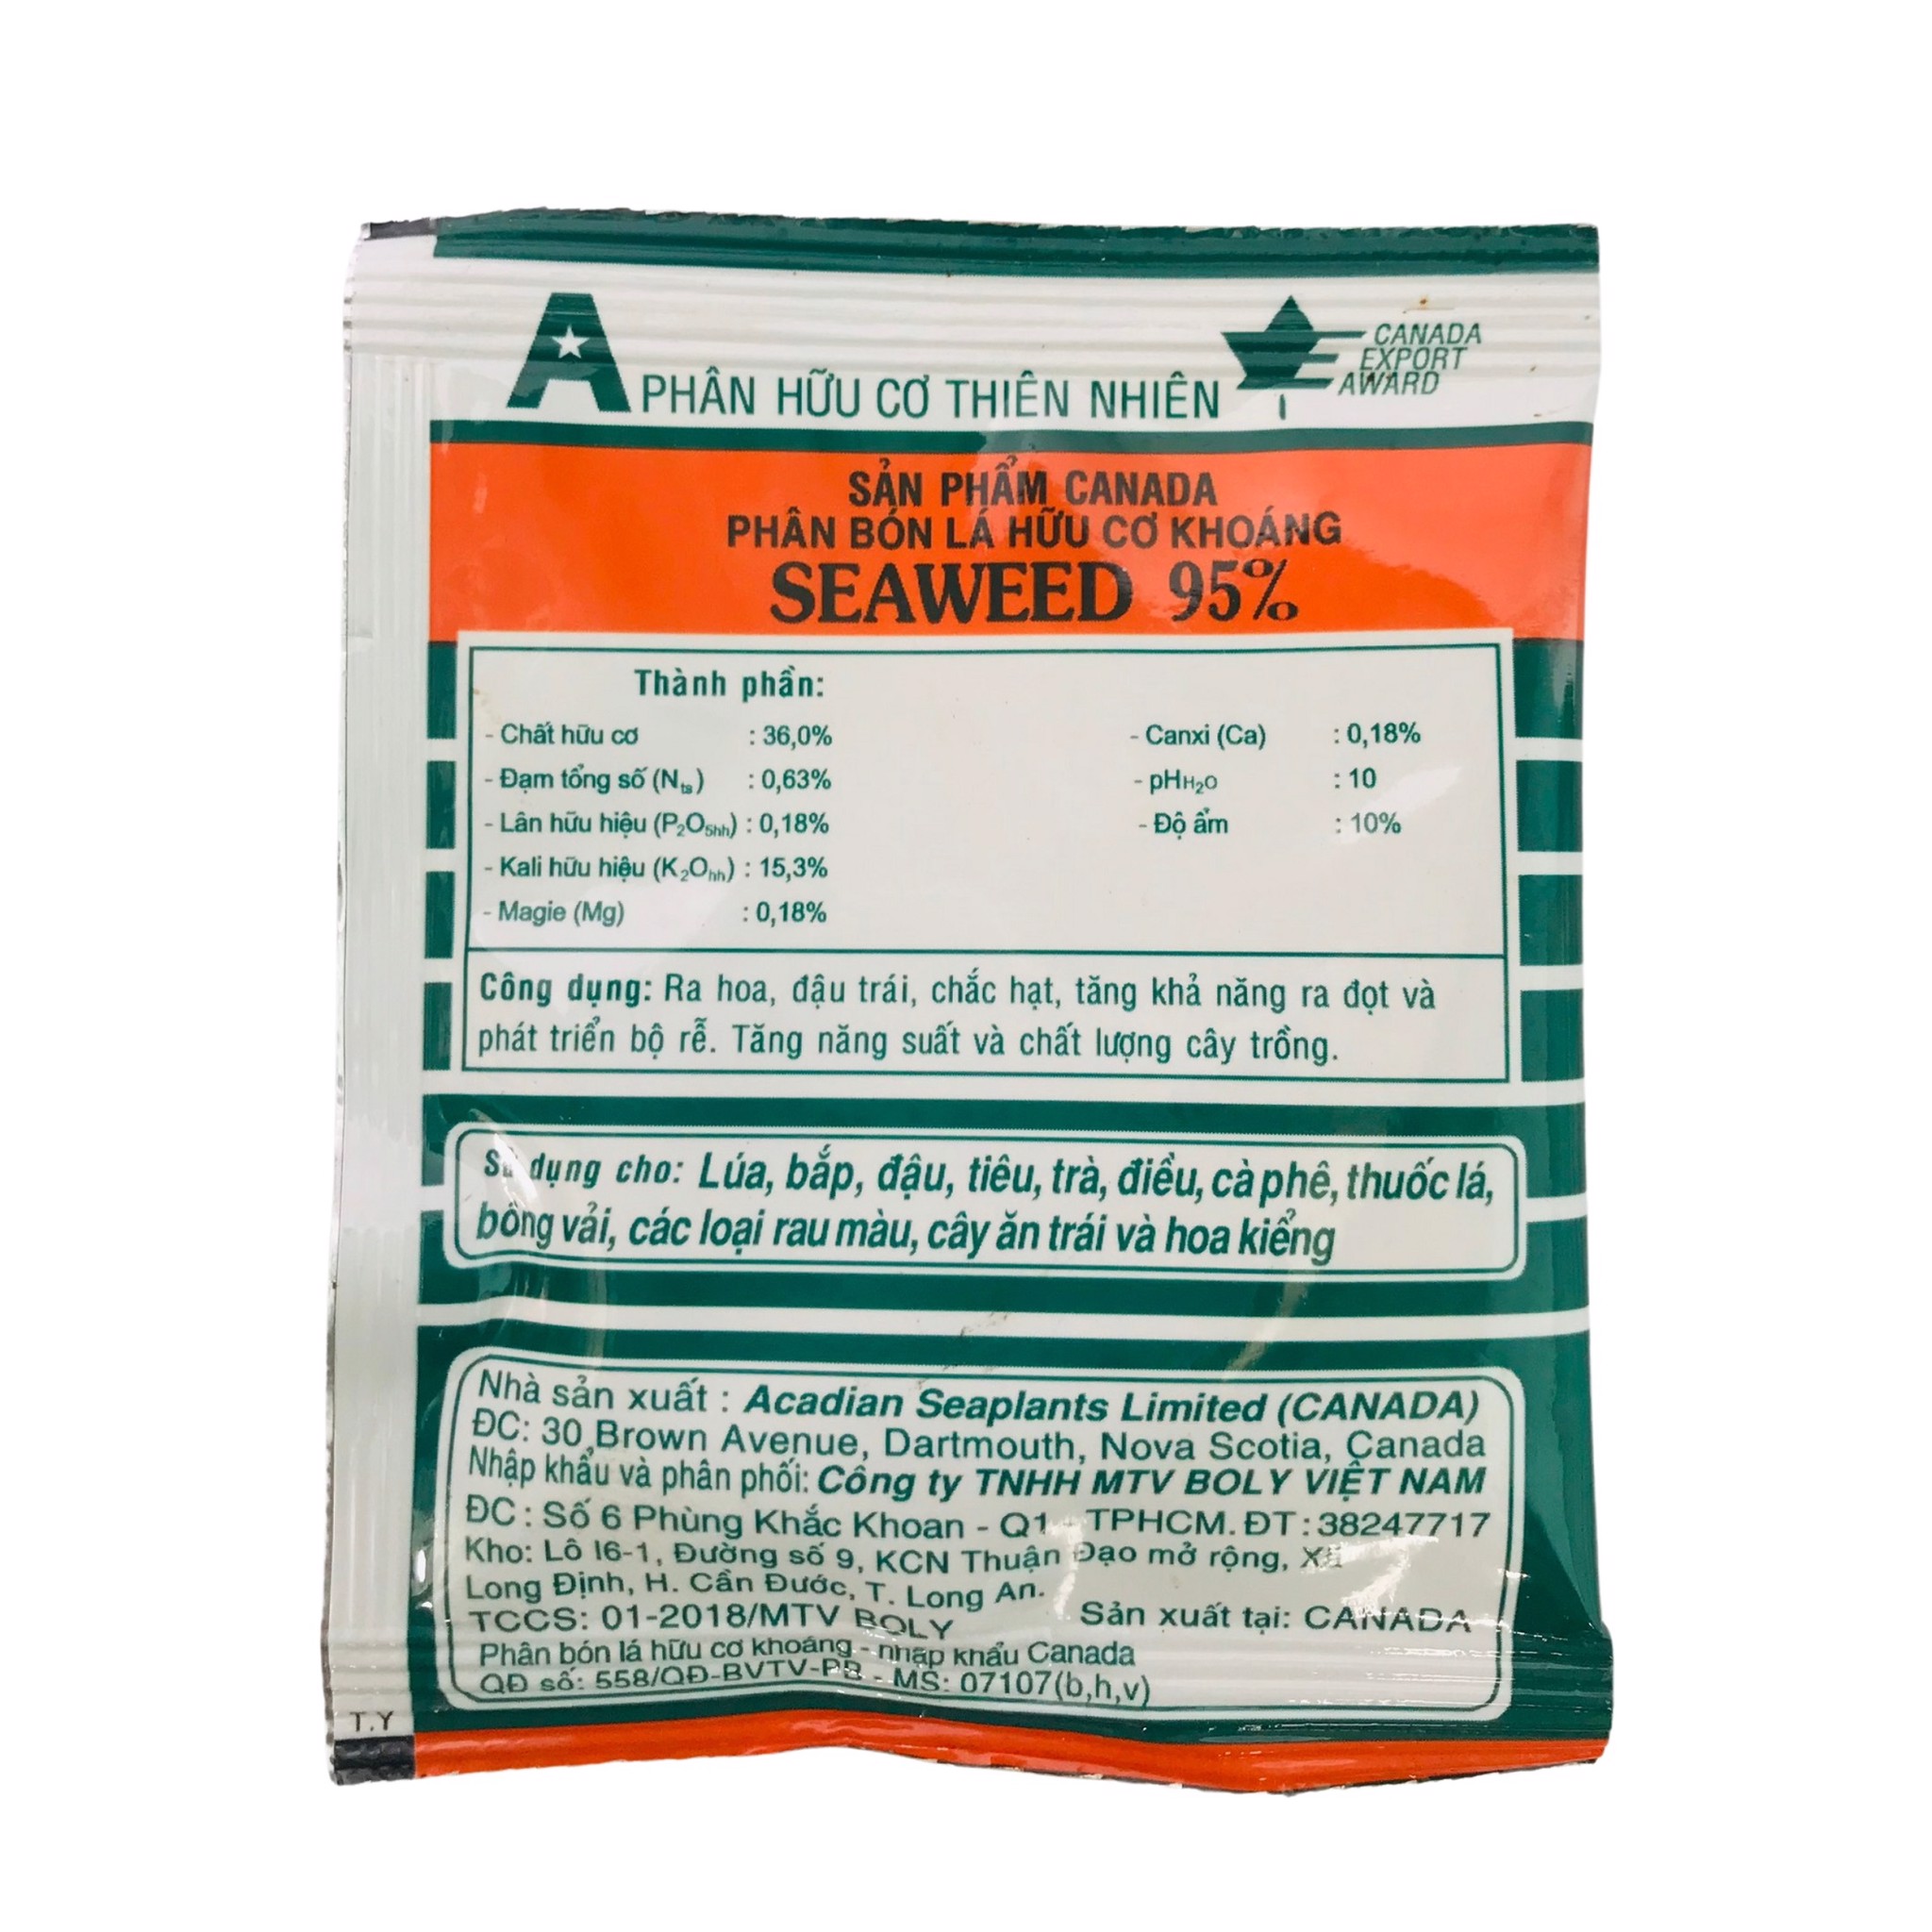 A
PHÂN HỮU CƠ THIÊN NHIÊN
CANADA
EXPORT
AWARD
SẢN PHẨM CANADA
PHÂN BÓN LÁ HỮU CƠ KHOÁNG
SEAWEED 95%
Thành phần:
- Chất hữu cơ : 36,0%
- Đạm tổng số (Nts) : 0,63%
- Lân hữu hiệu (P2O5hh) : 0,18%
- Kali hữu hiệu (K2Ohh) : 15,3%
- Magie (Mg) : 0,18%
- Canxi (Ca) : 0,18%
- pHH2O : 10
- Độ ẩm : 10%
Công dụng: Ra hoa, đậu trái, chắc hạt, tăng khả năng ra đọt và
phát triển bộ rễ. Tăng năng suất và chất lượng cây trồng.
Sử dụng cho: Lúa, bắp, đậu, tiêu, trà, điều, cà phê, thuốc lá,
bông vải, các loại rau màu, cây ăn trái và hoa kiểng
Nhà sản xuất : Acadian Seaplants Limited (CANADA)
ĐC: 30 Brown Avenue, Dartmouth, Nova Scotia, Canada
Nhập khẩu và phân phối: Công ty TNHH MTV BOLY VIỆT NAM
ĐC : Số 6 Phùng Khắc Khoan - Q1 - TPHCM. ĐT : 38247717
Kho: Lô I6-1, Đường số 9, KCN Thuận Đạo mở rộng,
Long Định, H. Cần Đước, T. Long An.
TCCS: 01-2018/MTV BOLY
Sản xuất tại: CANADA
Phân bón lá hữu cơ khoáng - nhập khẩu Canada
QĐ số: 558/QĐ-BVTV-PB - MS: 07107(b,h,v)
T.Y